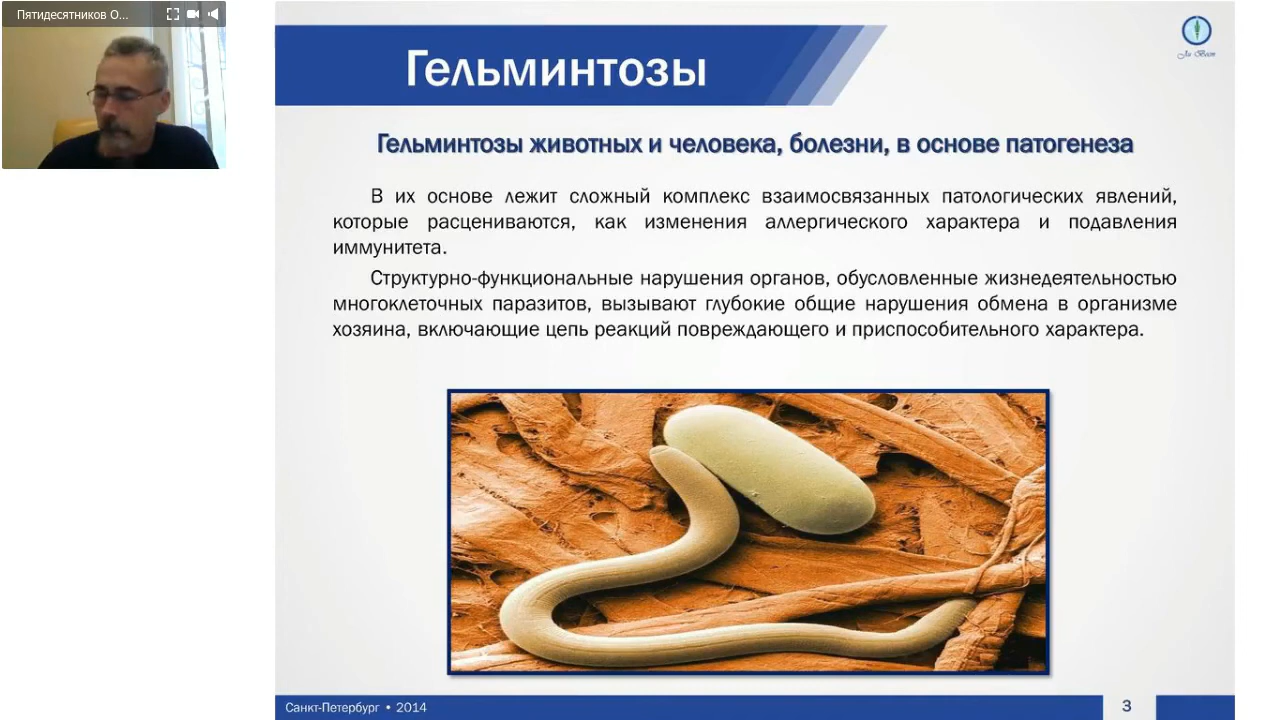 Пятидесятников О...
Гельминтозы
Ja Воот
Гельминтозы животных и человека, болезни, в основе патогенеза
В их основе лежит сложный комплекс взаимосвязанных патологических явлений,
которые расцениваются, как изменения аллергического характера и подавления
иммунитета.
Структурно-функциональные нарушения органов, обусловленные жизнедеятельностью
многоклеточных паразитов, вызывают глубокие общие нарушения обмена в организме
хозяина, включающие цепь реакций повреждающего и приспособительного характера.
Санкт-Петербург • 2014
3